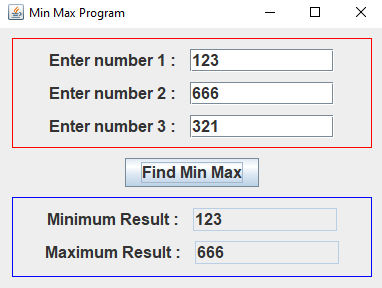 Min Max Program
Enter number 1 : 123
Enter number 2 : 666
Enter number 3 : 321
Find Min Max
Minimum Result : 123
Maximum Result : 666